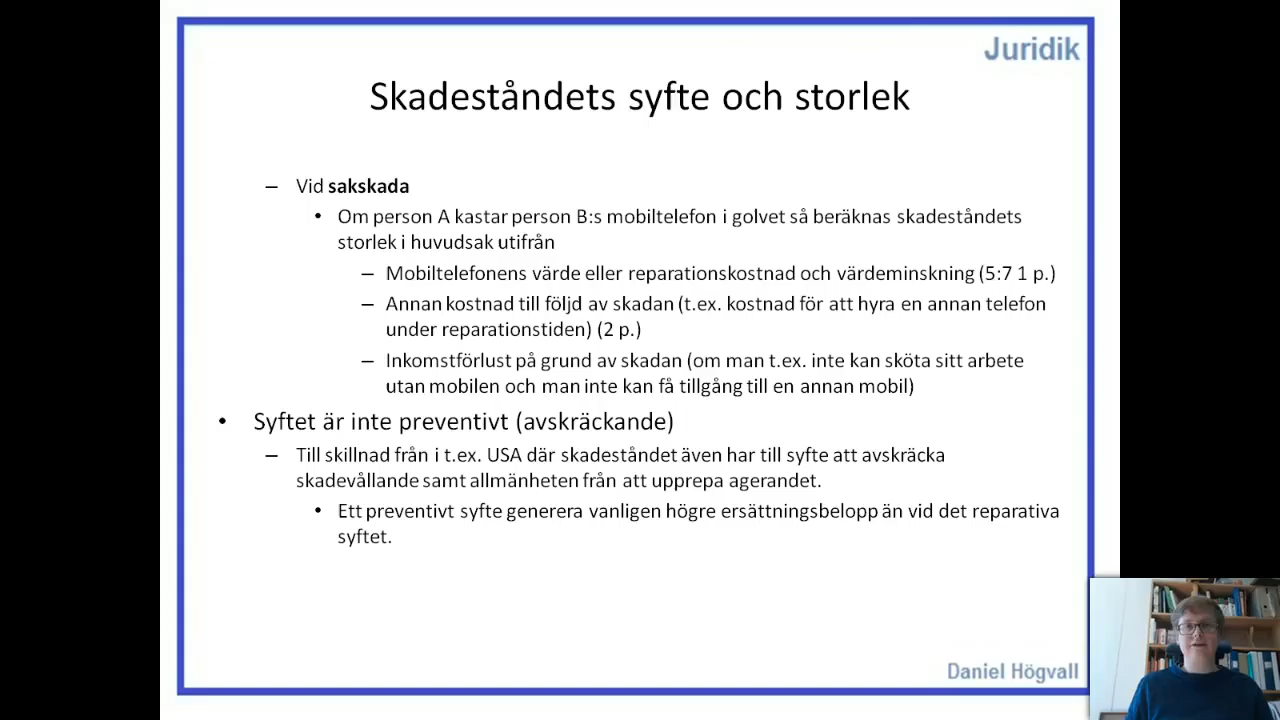 Juridik
Skadeståndets syfte och storlek
– Vid sakskada
• Om person A kastar person B:s mobiltelefon i golvet så beräknas skadeståndets
storlek i huvudsak utifrån
– Mobiltelefonens värde eller reparationskostnad och värdeminskning (5:7 1 p.)
– Annan kostnad till följd av skadan (t.ex. kostnad för att hyra en annan telefon
under reparationstiden) (2 p.)
– Inkomstförlust på grund av skadan (om man t.ex. inte kan sköta sitt arbete
utan mobilen och man inte kan få tillgång till en annan mobil)
• Syftet är inte preventivt (avskräckande)
– Till skillnad från i t.ex. USA där skadeståndet även har till syfte att avskräcka
skadevållande samt allmänheten från att upprepa agerandet.
• Ett preventivt syfte generera vanligen högre ersättningsbelopp än vid det reparativa
syftet.
Daniel Högvall